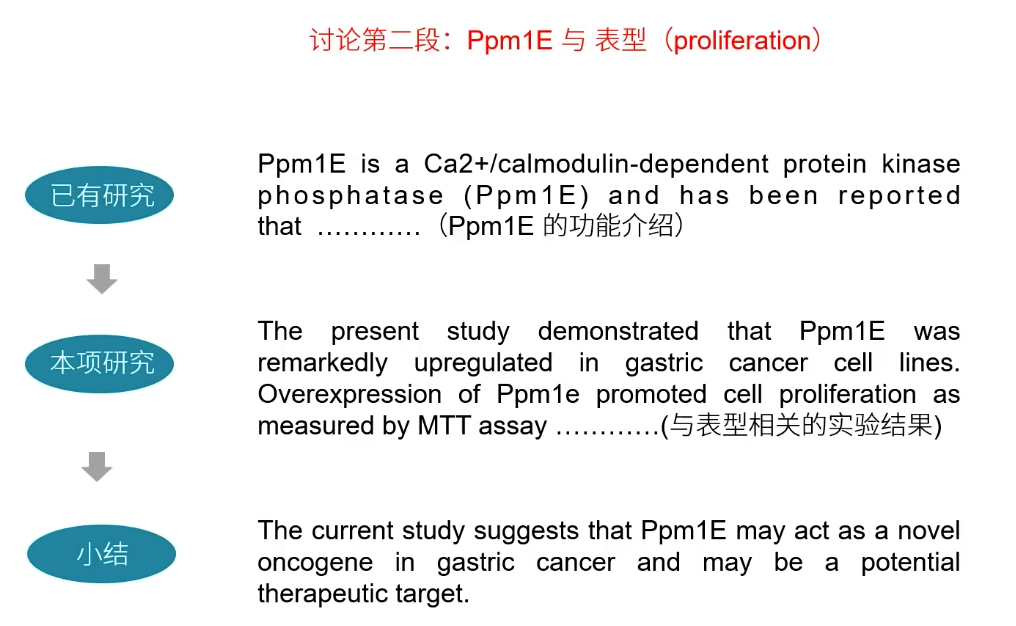 讨论第二段：Ppm1E 与 表型（proliferation）
已有研究
Ppm1E is a Ca2+/calmodulin-dependent protein kinase
phosphatase (Ppm1E) and has been reported
that …………（Ppm1E 的功能介绍）
本项研究
The present study demonstrated that Ppm1E was
remarkedly upregulated in gastric cancer cell lines.
Overexpression of Ppm1e promoted cell proliferation as
measured by MTT assay …………(与表型相关的实验结果)
小结
The current study suggests that Ppm1E may act as a novel
oncogene in gastric cancer and may be a potential
therapeutic target.